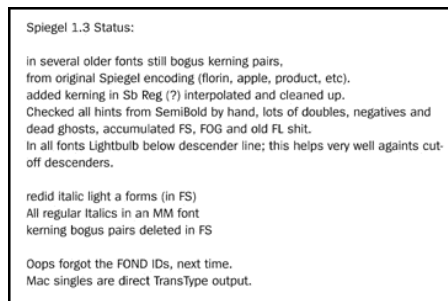 Spiegel 1.3 Status:
in several older fonts still bogus kerning pairs,
from original Spiegel encoding (florin, apple, product, etc).
added kerning in Sb Reg (?) interpolated and cleaned up.
Checked all hints from SemiBold by hand, lots of doubles, negatives and
dead ghosts, accumulated FS, FOG and old FL shit.
In all fonts Lightbulb below descender line; this helps very well againts cut-
off descenders.
redid italic light a forms (in FS)
All regular Italics in an MM font
kerning bogus pairs deleted in FS
Oops forgot the FOND IDs, next time.
Mac singles are direct TransType output.